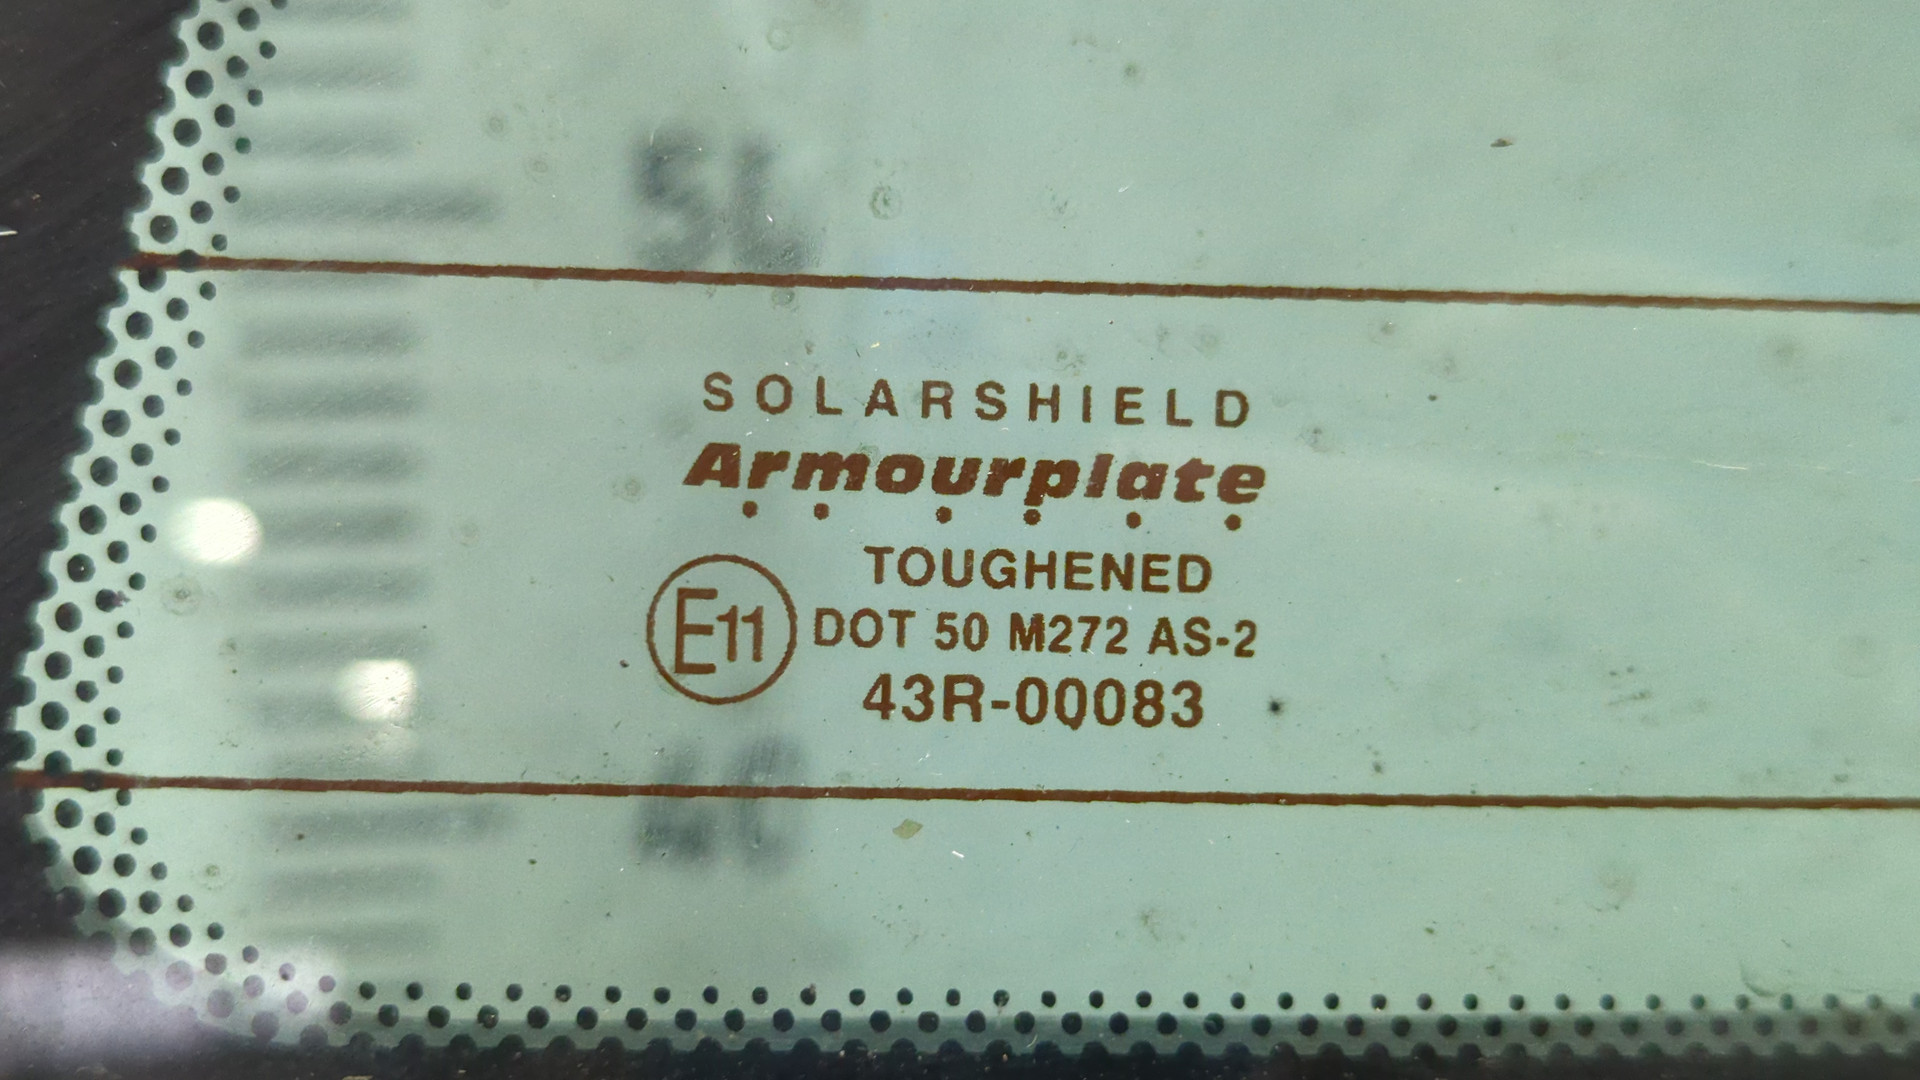 SOLARSHIELD
Armourplate
TOUGHENED
E11 DOT 50 M272 AS-2
43R-00083